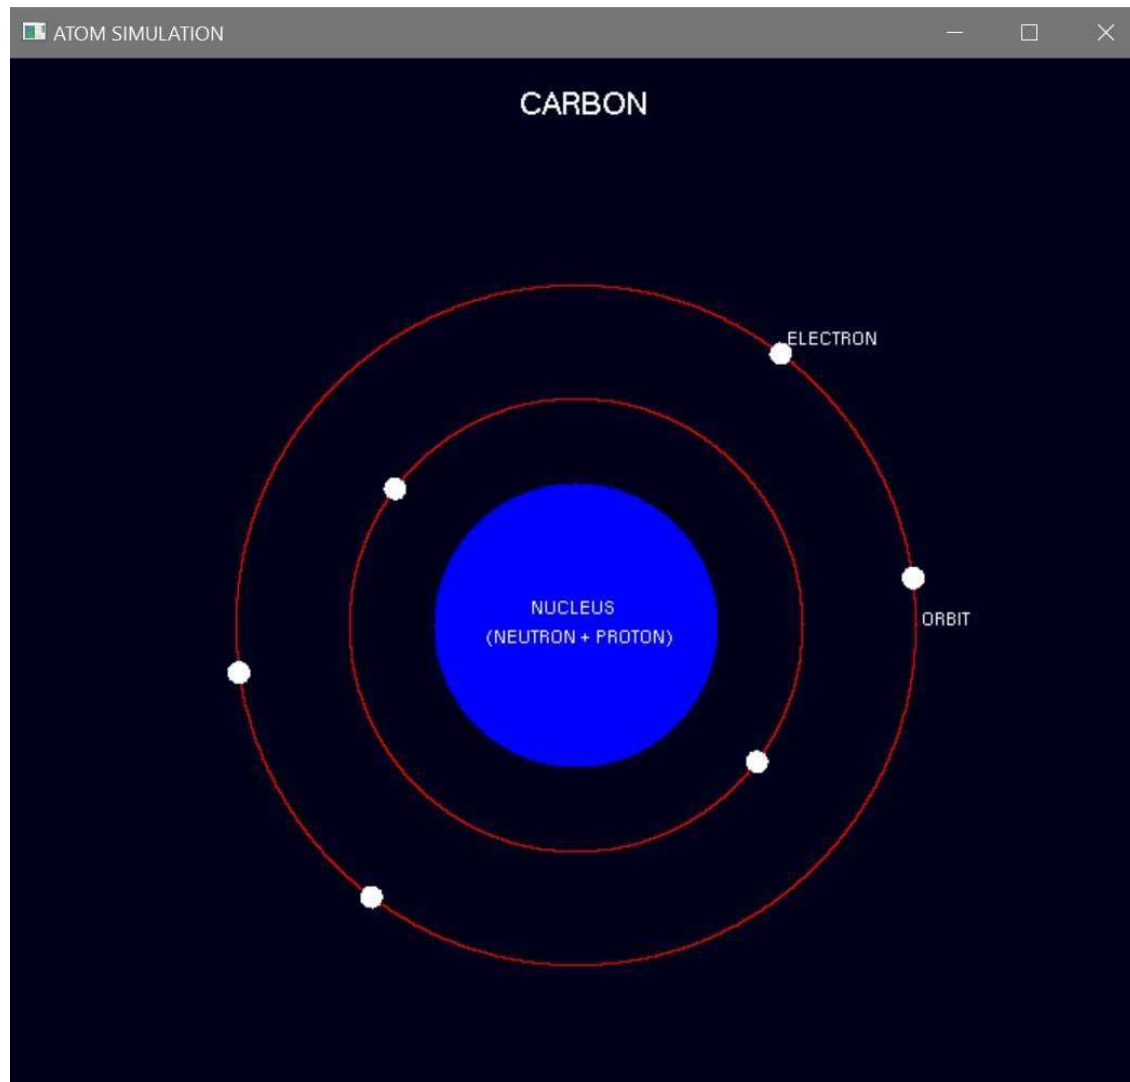 ATOM SIMULATION
CARBON
ELECTRON
NUCLEUS
(NEUTRON + PROTON)
ORBIT